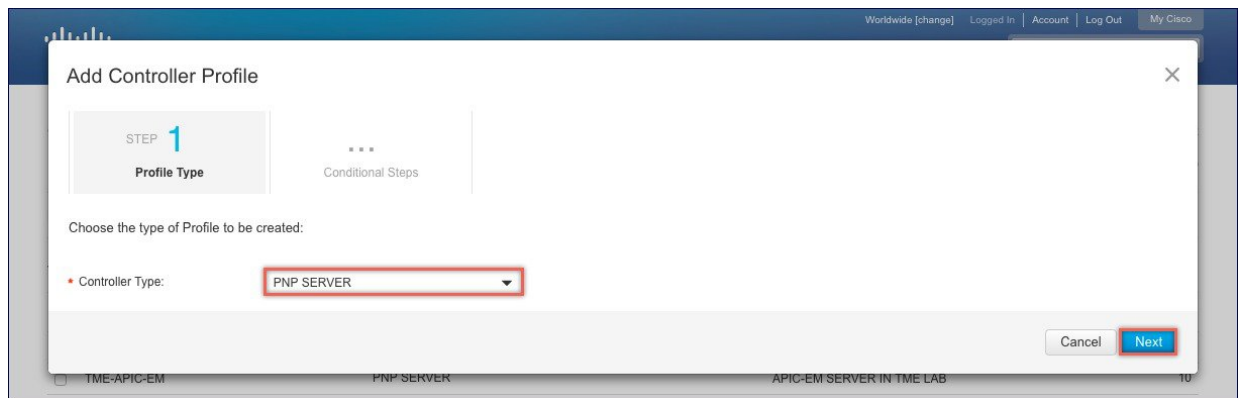 Worldwide [change] Logged In | Account | Log Out My Cisco
Add Controller Profile
STEP 1
Profile Type
...
Conditional Steps
Choose the type of Profile to be created:
* Controller Type: PNP SERVER
Cancel Next
TME-APIC-EM PNP SERVER APIC-EM SERVER IN TME LAB 10